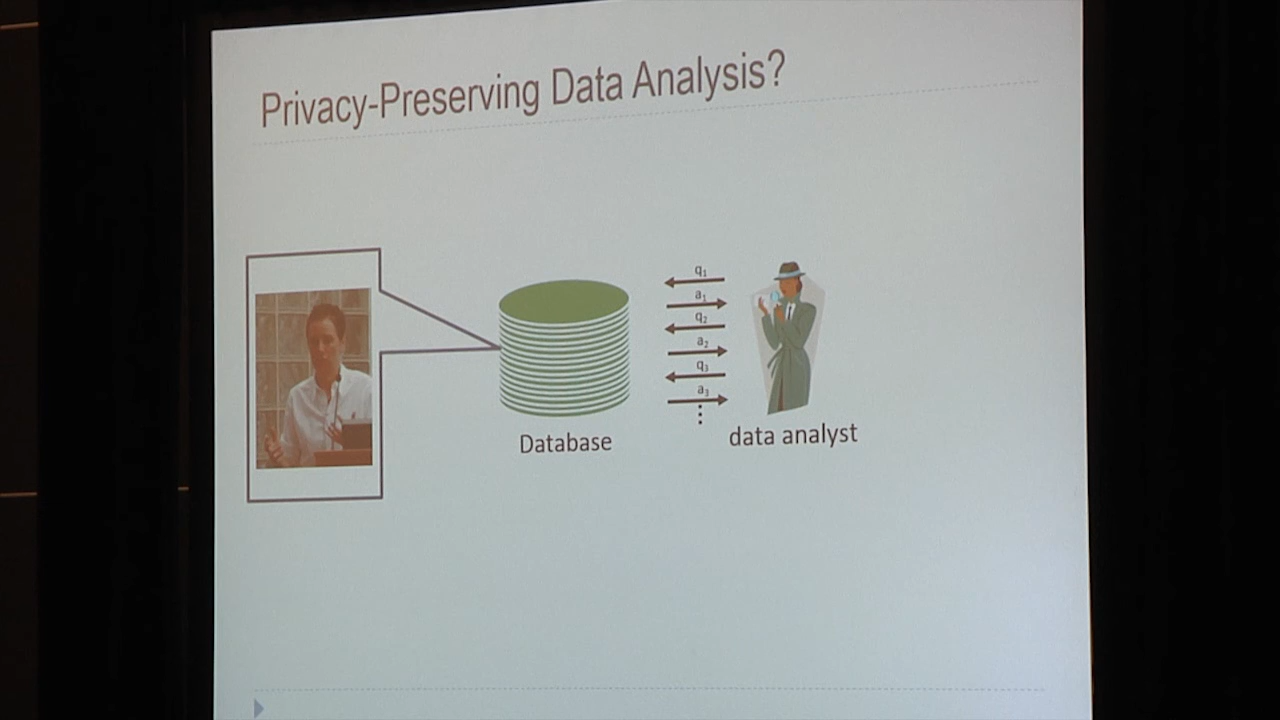 Privacy-Preserving Data Analysis?
q₁
a₁
q₂
a₂
q₃
a₃
⋮
Database
data analyst